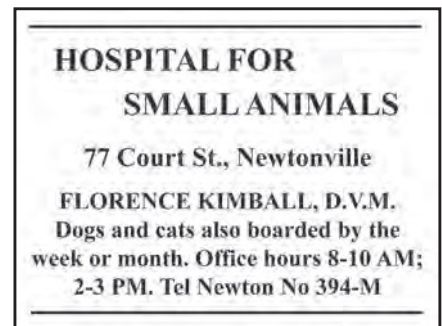 HOSPITAL FOR
SMALL ANIMALS
77 Court St., Newtonville
FLORENCE KIMBALL, D.V.M.
Dogs and cats also boarded by the
week or month. Office hours 8-10 AM;
2-3 PM. Tel Newton No 394-M